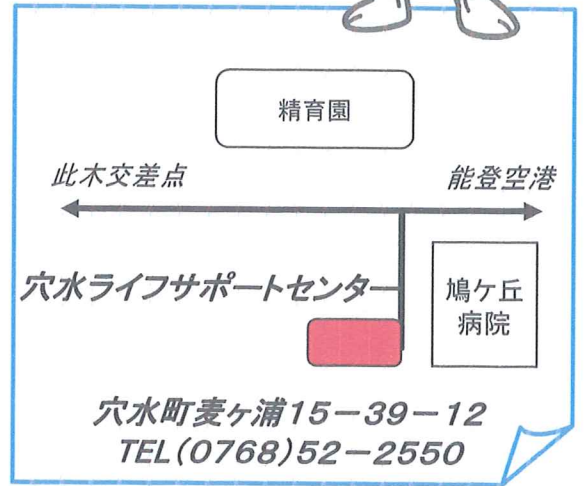 精育園
此木交差点
能登空港
穴水ライフサポートセンター
鳩ケ丘
病院
穴水町麦ヶ浦15－39－12
TEL(0768)52－2550